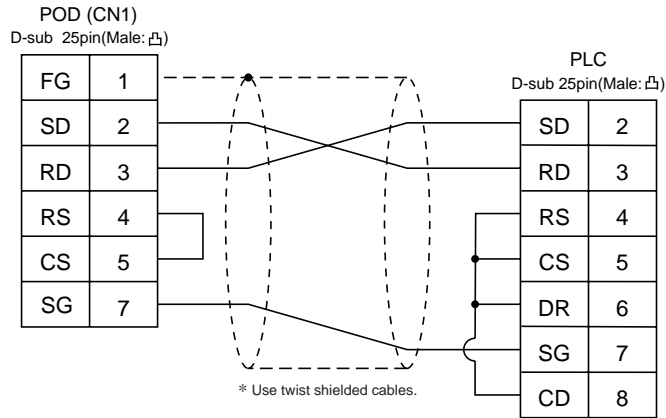 POD (CN1)
D-sub 25pin(Male: 凸)
FG 1
SD 2
RD 3
RS 4
CS 5
SG 7
PLC
D-sub 25pin(Male: 凸)
SD 2
RD 3
RS 4
CS 5
DR 6
SG 7
CD 8
* Use twist shielded cables.